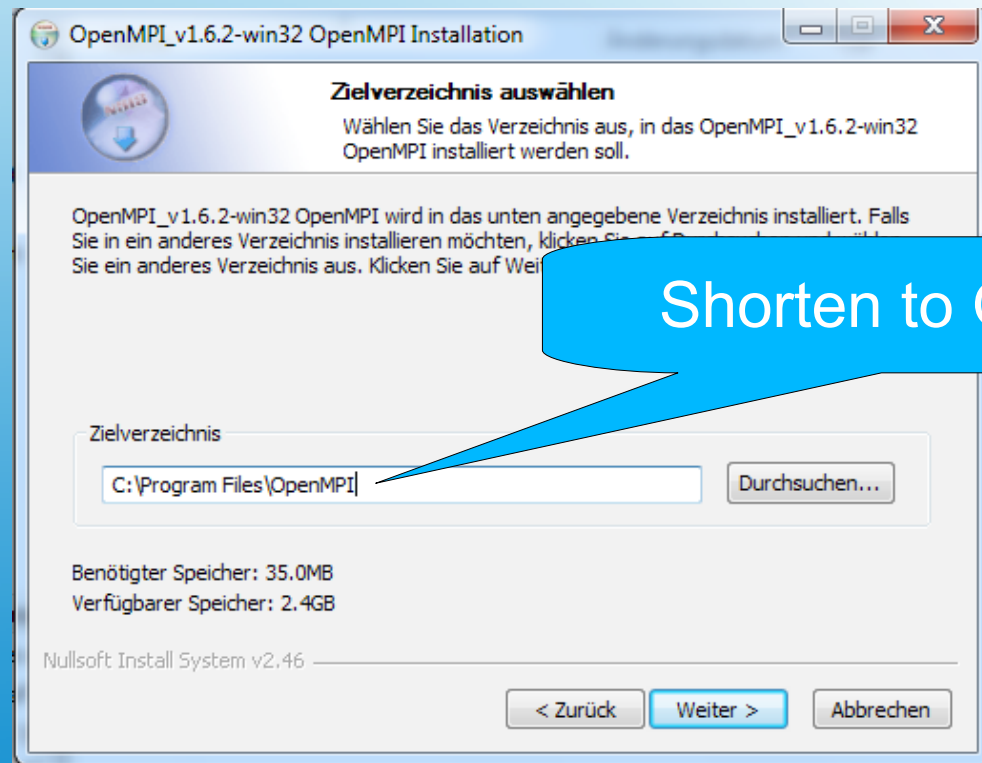 OpenMPI_v1.6.2-win32 OpenMPI Installation
Zielverzeichnis auswählen
Wählen Sie das Verzeichnis aus, in das OpenMPI_v1.6.2-win32
OpenMPI installiert werden soll.
OpenMPI_v1.6.2-win32 OpenMPI wird in das unten angegebene Verzeichnis installiert. Falls
Sie in ein anderes Verzeichnis installieren möchten, klicken
Sie ein anderes Verzeichnis aus. Klicken Sie auf Wei
Shorten to
Zielverzeichnis
C:\Program Files\OpenMPI
Durchsuchen...
Benötigter Speicher: 35.0MB
Verfügbarer Speicher: 2.4GB
Nullsoft Install System v2.46
< Zurück Weiter > Abbrechen